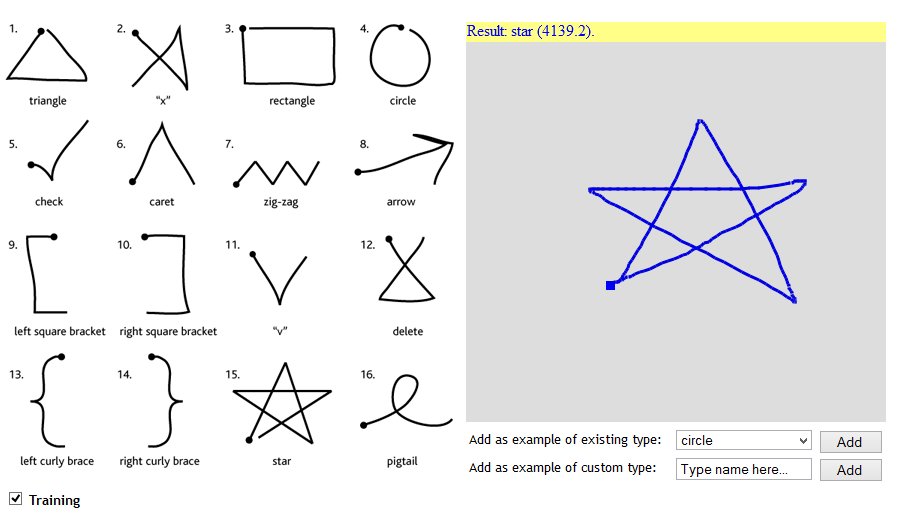 1. 2. 3. 4.
triangle "x" rectangle circle
5. 6. 7. 8.
check caret zig-zag arrow
9. 10. 11. 12.
left square bracket right square bracket "v" delete
13. 14. 15. 16.
left curly brace right curly brace star pigtail
Training
Result: star (4139.2).
Add as example of existing type: circle Add
Add as example of custom type: Type name here... Add